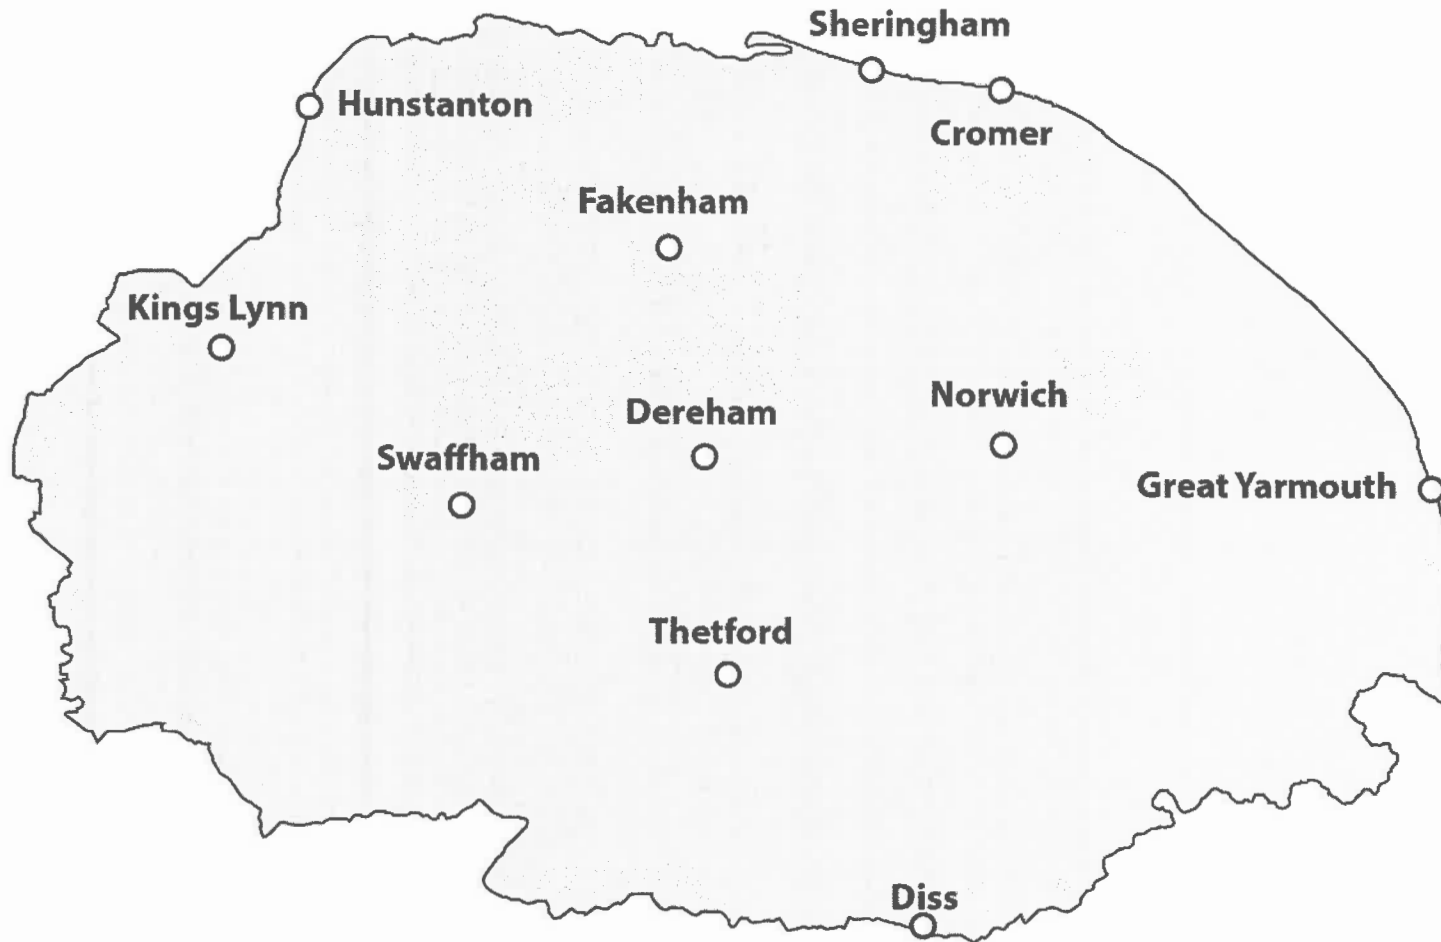 Sheringham
Hunstanton
Cromer
Fakenham
Kings Lynn
Norwich
Dereham
Swaffham
Great Yarmouth
Thetford
Diss